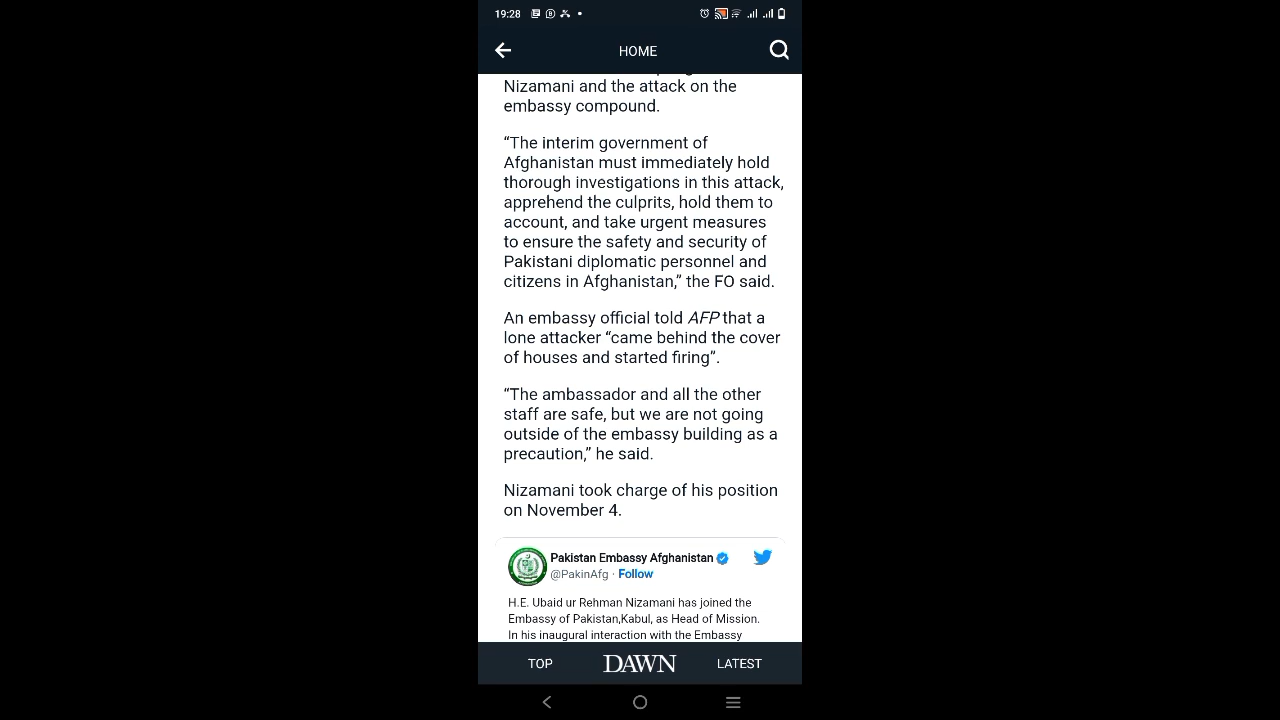 19:28
HOME
Nizamani and the attack on the
embassy compound.
“The interim government of
Afghanistan must immediately hold
thorough investigations in this attack,
apprehend the culprits, hold them to
account, and take urgent measures
to ensure the safety and security of
Pakistani diplomatic personnel and
citizens in Afghanistan,” the FO said.
An embassy official told AFP that a
lone attacker “came behind the cover
of houses and started firing”.
“The ambassador and all the other
staff are safe, but we are not going
outside of the embassy building as a
precaution,” he said.
Nizamani took charge of his position
on November 4.
Pakistan Embassy Afghanistan
@PakinAfg · Follow
H.E. Ubaid ur Rehman Nizamani has joined the
Embassy of Pakistan,Kabul, as Head of Mission.
In his inaugural interaction with the Embassy
TOP DAWN LATEST